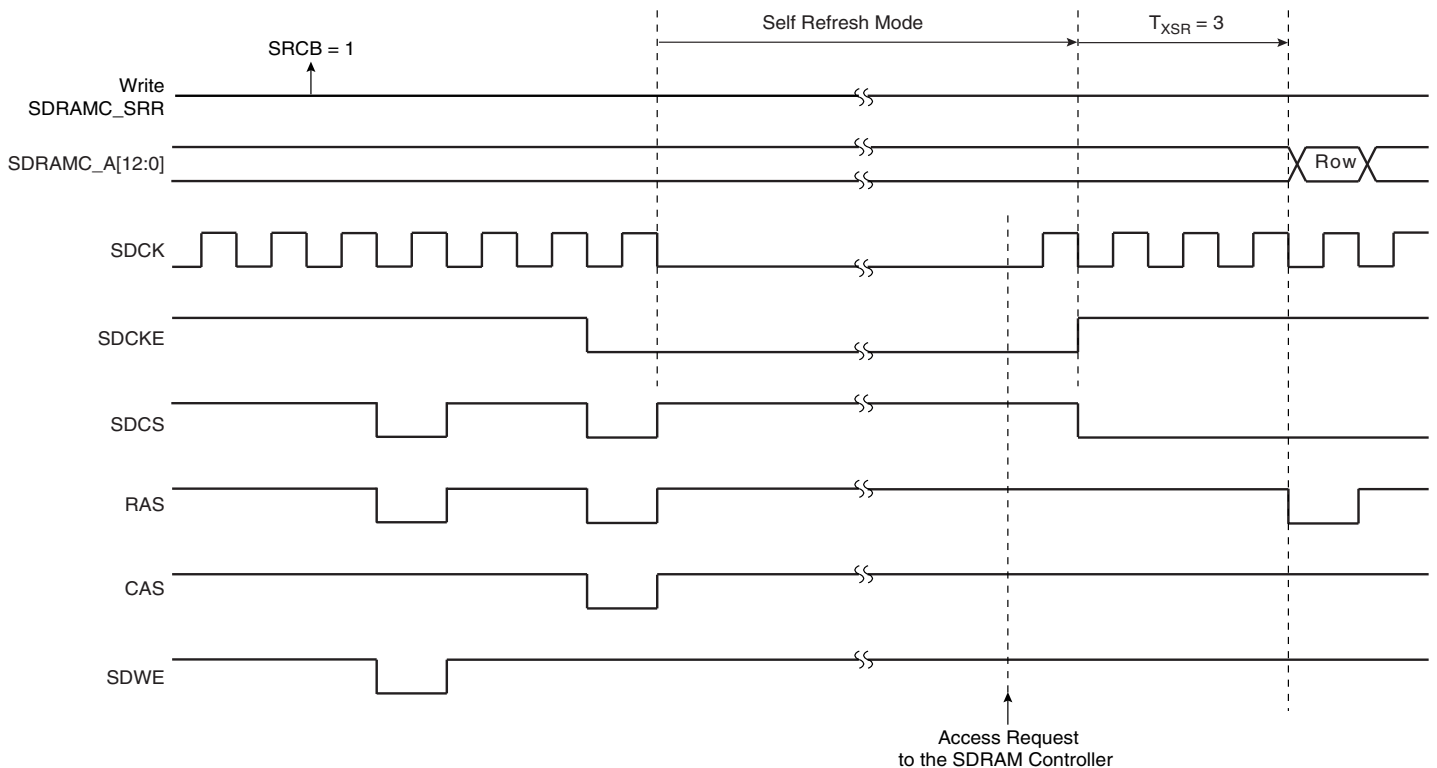 Self Refresh Mode
TXSR = 3
SRCB = 1
Write
SDRAMC_SRR
SDRAMC_A[12:0]
Row
SDCK
SDCKE
SDCS
RAS
CAS
SDWE
Access Request
to the SDRAM Controller